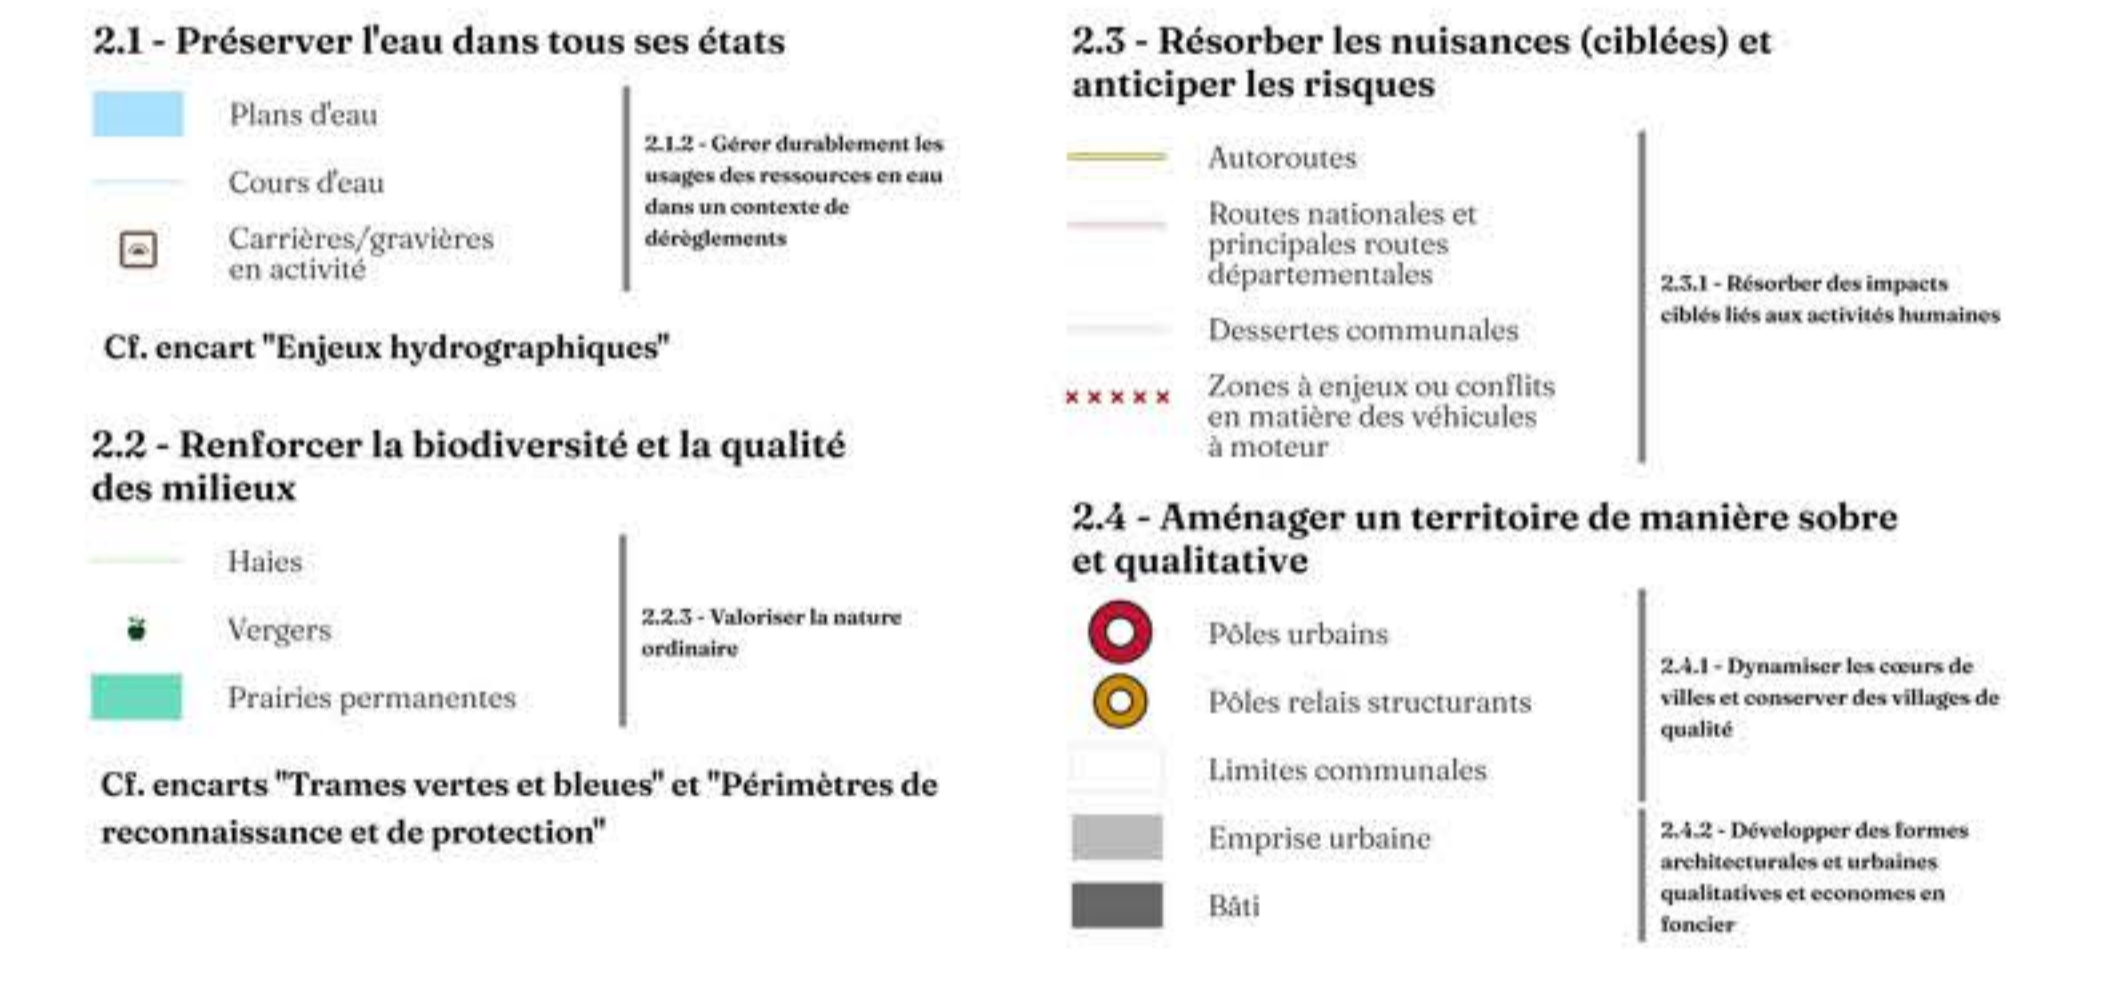 2.1 - Préserver l'eau dans tous ses états
Plans d'eau
Cours d'eau
Carrières/gravières
en activité
2.1.2 - Gérer durablement les
usages des ressources en eau
dans un contexte de
dérèglements
Cf. encart "Enjeux hydrographiques"
2.2 - Renforcer la biodiversité et la qualité
des milieux
Haies
Vergers
Prairies permanentes
2.2.3 - Valoriser la nature
ordinaire
Cf. encarts "Trames vertes et bleues" et "Périmètres de
reconnaissance et de protection"
2.3 - Résorber les nuisances (ciblées) et
anticiper les risques
Autoroutes
Routes nationales et
principales routes
départementales
Dessertes communales
Zones à enjeux ou conflits
en matière des véhicules
à moteur
2.3.1 - Résorber des impacts
ciblés liés aux activités humaines
2.4 - Aménager un territoire de manière sobre
et qualitative
Pôles urbains
Pôles relais structurants
Limites communales
Emprise urbaine
Bâti
2.4.1 - Dynamiser les cœurs de
villes et conserver des villages de
qualité
2.4.2 - Développer des formes
architecturales et urbaines
qualitatives et economes en
foncier